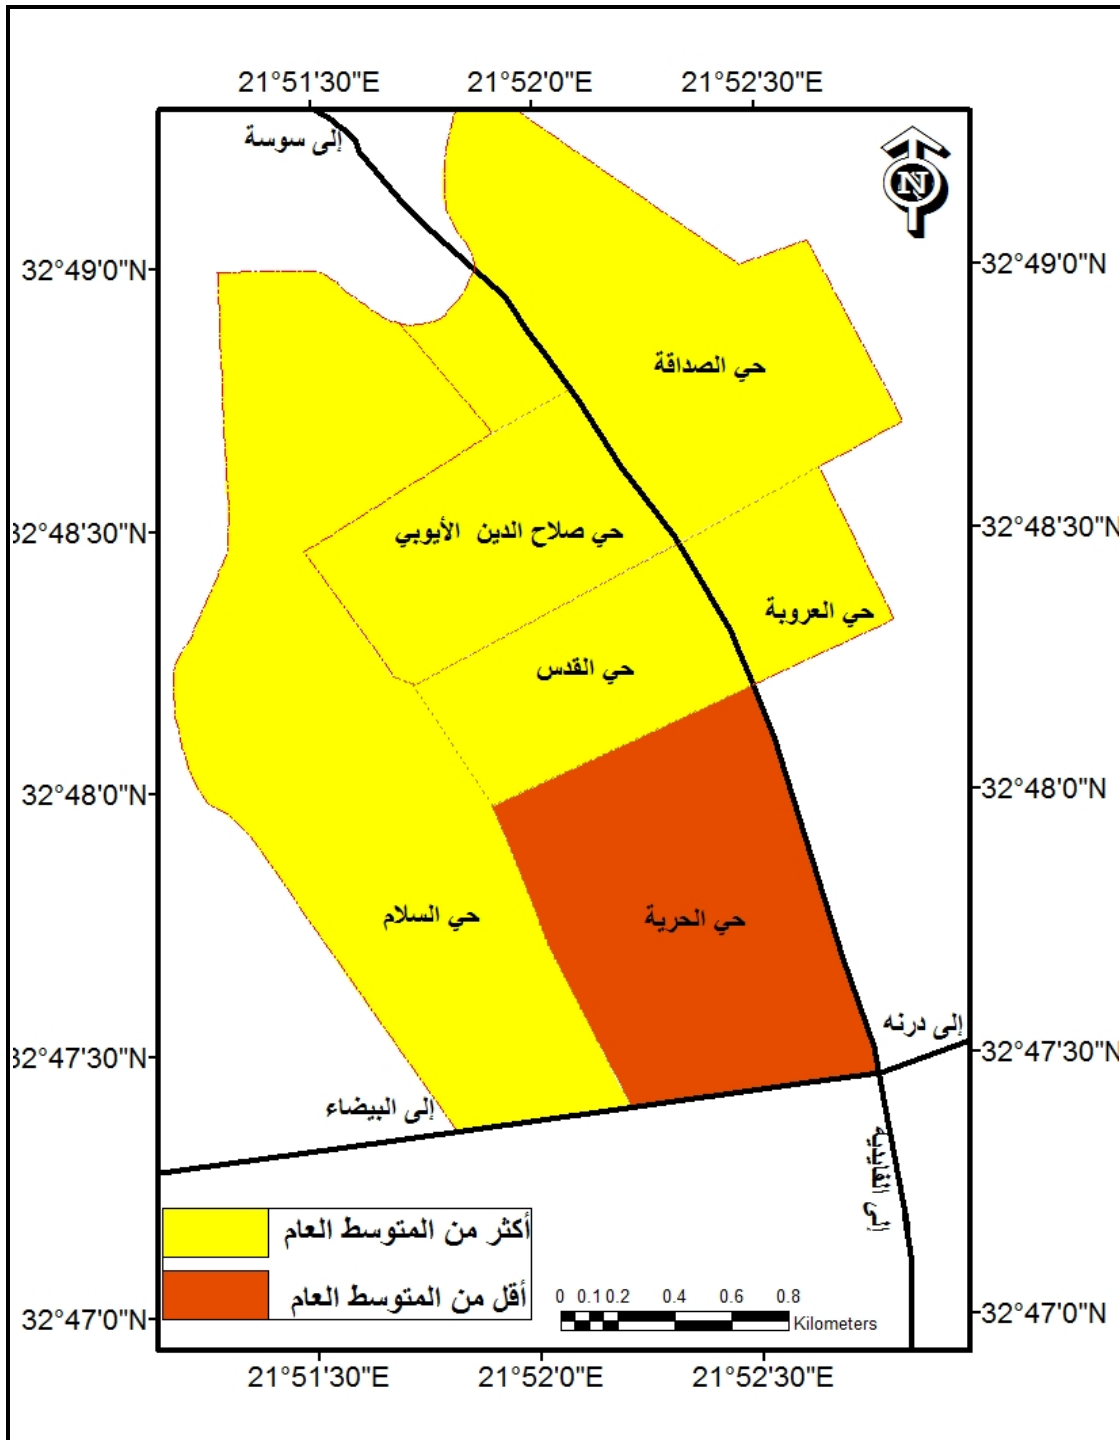 21°51'30"E 21°52'0"E 21°52'30"E
إلى سوسة
N
32°49'0"N 32°49'0"N
حي الصداقة
32°48'30"N 32°48'30"N
حي صلاح الدين الأيوبي
حي العروبة
حي القدس
32°48'0"N 32°48'0"N
حي السلام
حي الحرية
إلى درنه
32°47'30"N 32°47'30"N
إلى البيضاء
إلى القايدية
أكثر من المتوسط العام
أقل من المتوسط العام
0 0.1 0.2 0.4 0.6 0.8
Kilometers
32°47'0"N 32°47'0"N
21°51'30"E 21°52'0"E 21°52'30"E